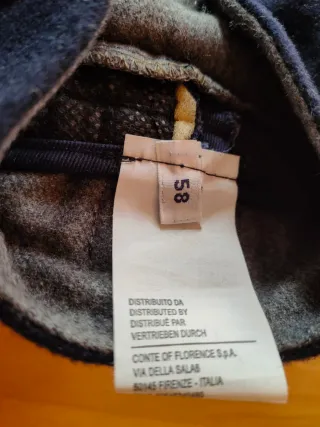 58
DISTRIBUITO DA
DISTRIBUTED BY
DISTRIBUÉ PAR
VERTRIEBEN DURCH
CONTE OF FLORENCE S.p.A.
VIA DELLA SALAS
50145 FIRENZE - ITALIA